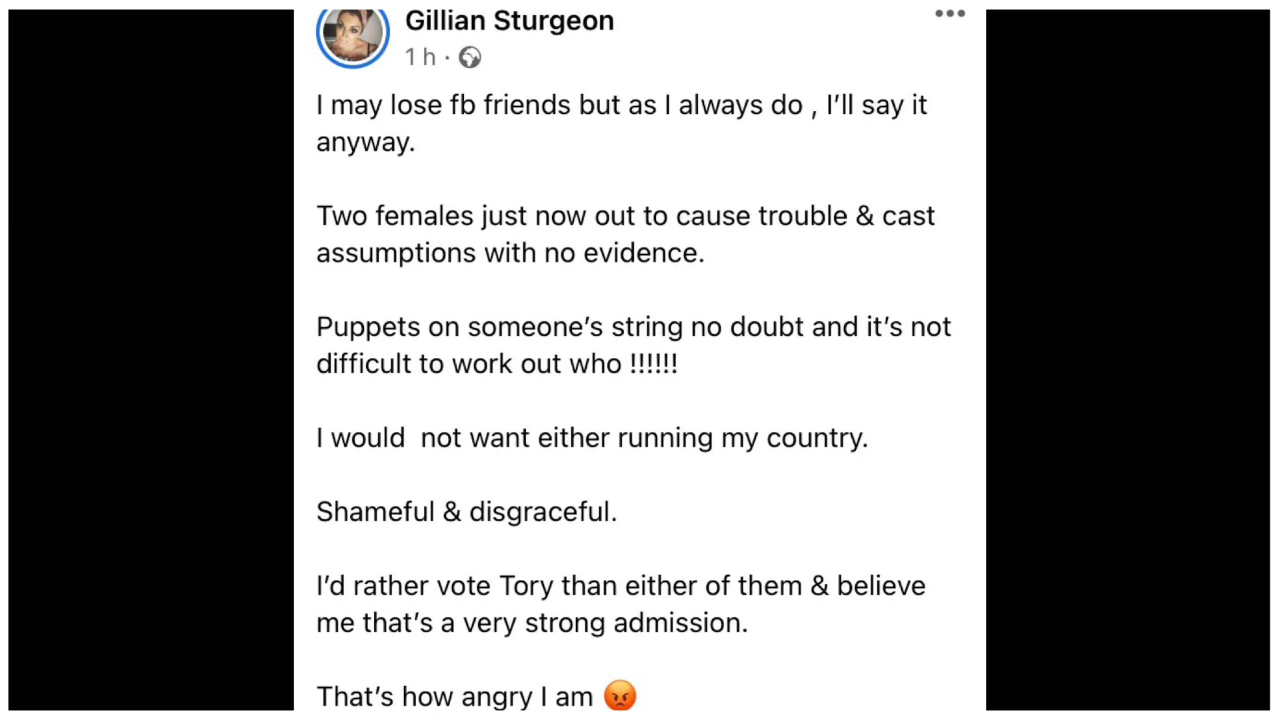 Gillian Sturgeon
1 h ·
I may lose fb friends but as I always do , I’ll say it
anyway.
Two females just now out to cause trouble & cast
assumptions with no evidence.
Puppets on someone’s string no doubt and it’s not
difficult to work out who !!!!!!
I would  not want either running my country.
Shameful & disgraceful.
I’d rather vote Tory than either of them & believe
me that’s a very strong admission.
That’s how angry I am 😡